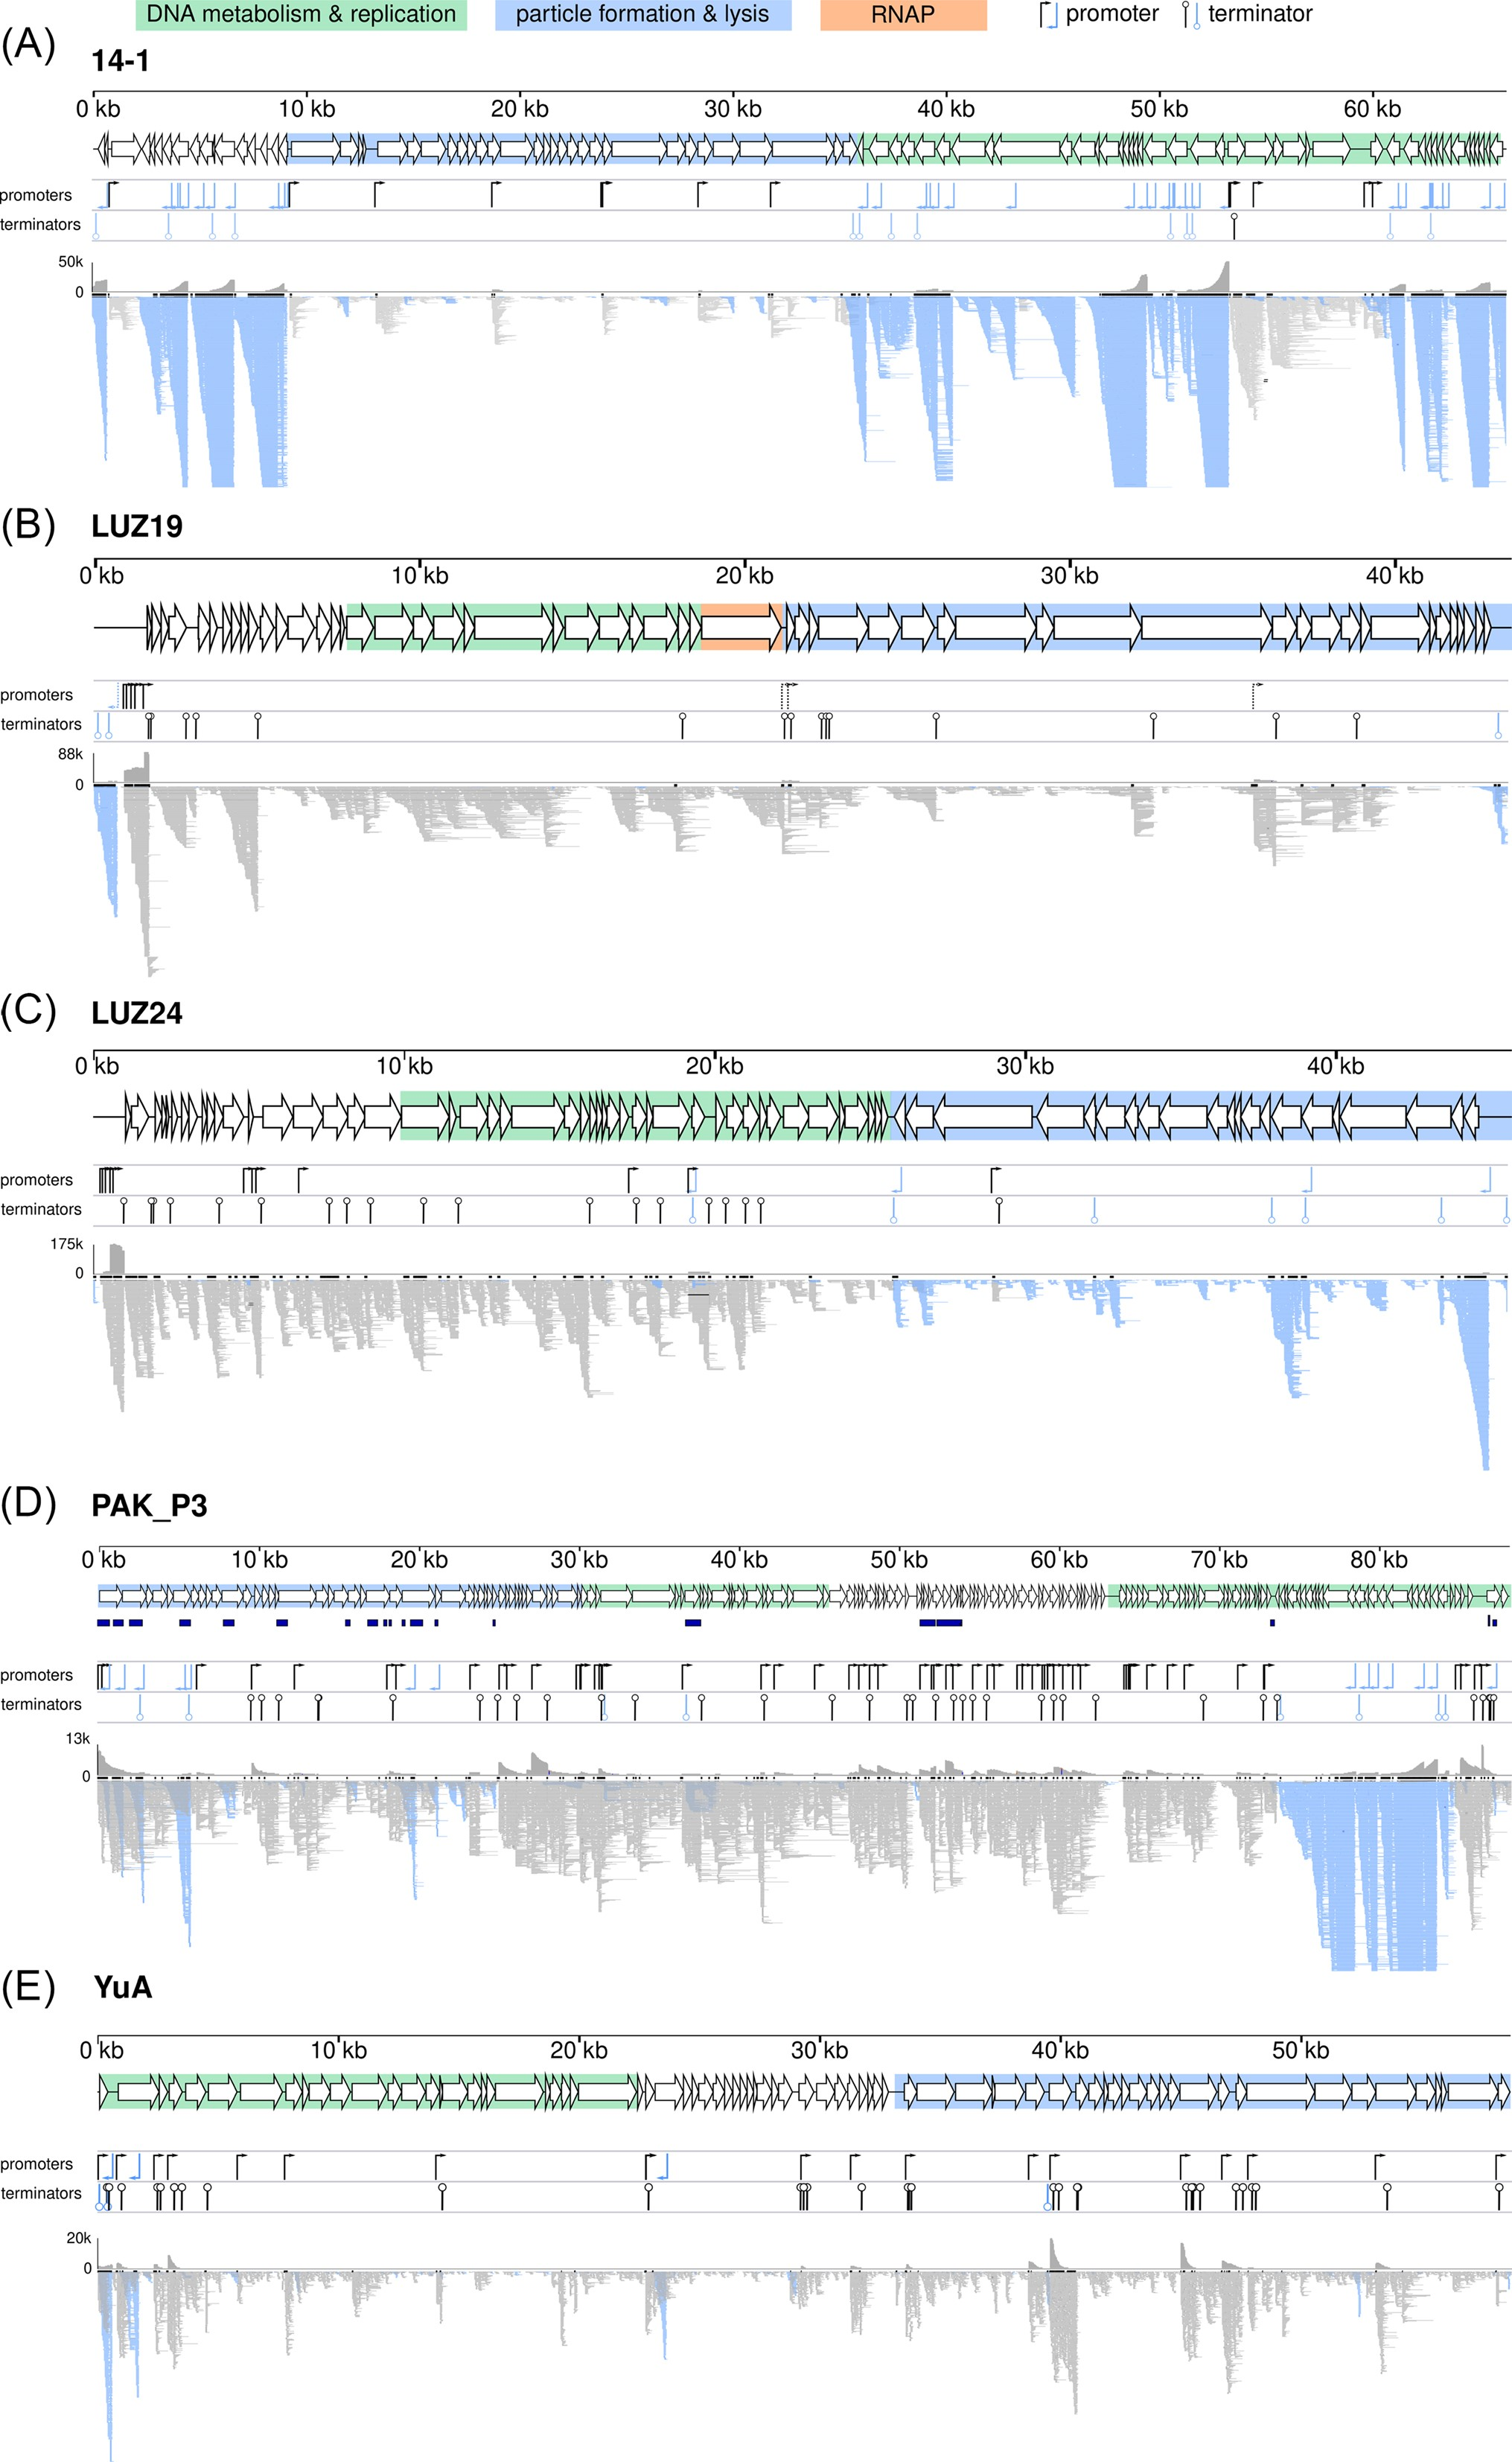 DNA metabolism & replication particle formation & lysis RNAP promoter terminator
(A) 14-1
0 kb 10 kb 20 kb 30 kb 40 kb 50 kb 60 kb
promoters
terminators
50k
0
(B) LUZ19
0 kb 10 kb 20 kb 30 kb 40 kb
promoters
terminators
88k
0
(C) LUZ24
0 kb 10 kb 20 kb 30 kb 40 kb
promoters
terminators
175k
0
(D) PAK_P3
0 kb 10 kb 20 kb 30 kb 40 kb 50 kb 60 kb 70 kb 80 kb
promoters
terminators
13k
0
(E) YuA
0 kb 10 kb 20 kb 30 kb 40 kb 50 kb
promoters
terminators
20k
0